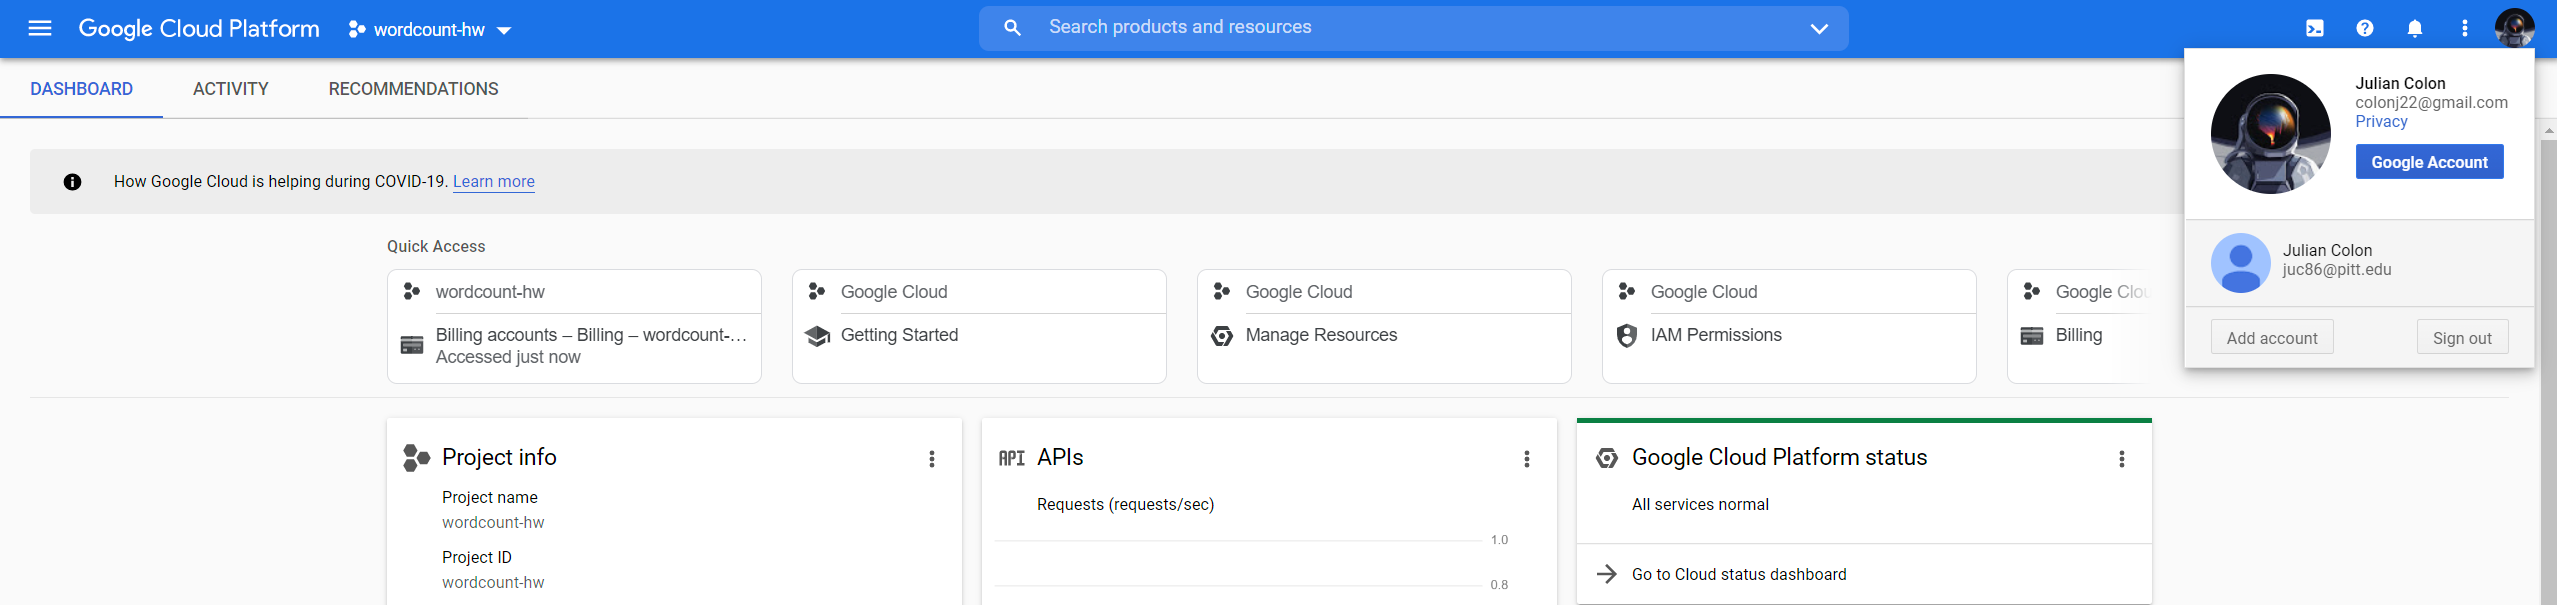 Google Cloud Platform
wordcount-hw
Search products and resources
DASHBOARD
ACTIVITY
RECOMMENDATIONS
Julian Colon
colonj22@gmail.com
Privacy
Google Account
Julian Colon
juc86@pitt.edu
Add account
Sign out
How Google Cloud is helping during COVID-19. Learn more
Quick Access
wordcount-hw
Billing accounts – Billing – wordcount-...
Accessed just now
Google Cloud
Getting Started
Google Cloud
Manage Resources
Google Cloud
IAM Permissions
Google Clou
Billing
Project info
Project name
wordcount-hw
Project ID
wordcount-hw
API
APIs
Requests (requests/sec)
1.0
0.8
Google Cloud Platform status
All services normal
Go to Cloud status dashboard